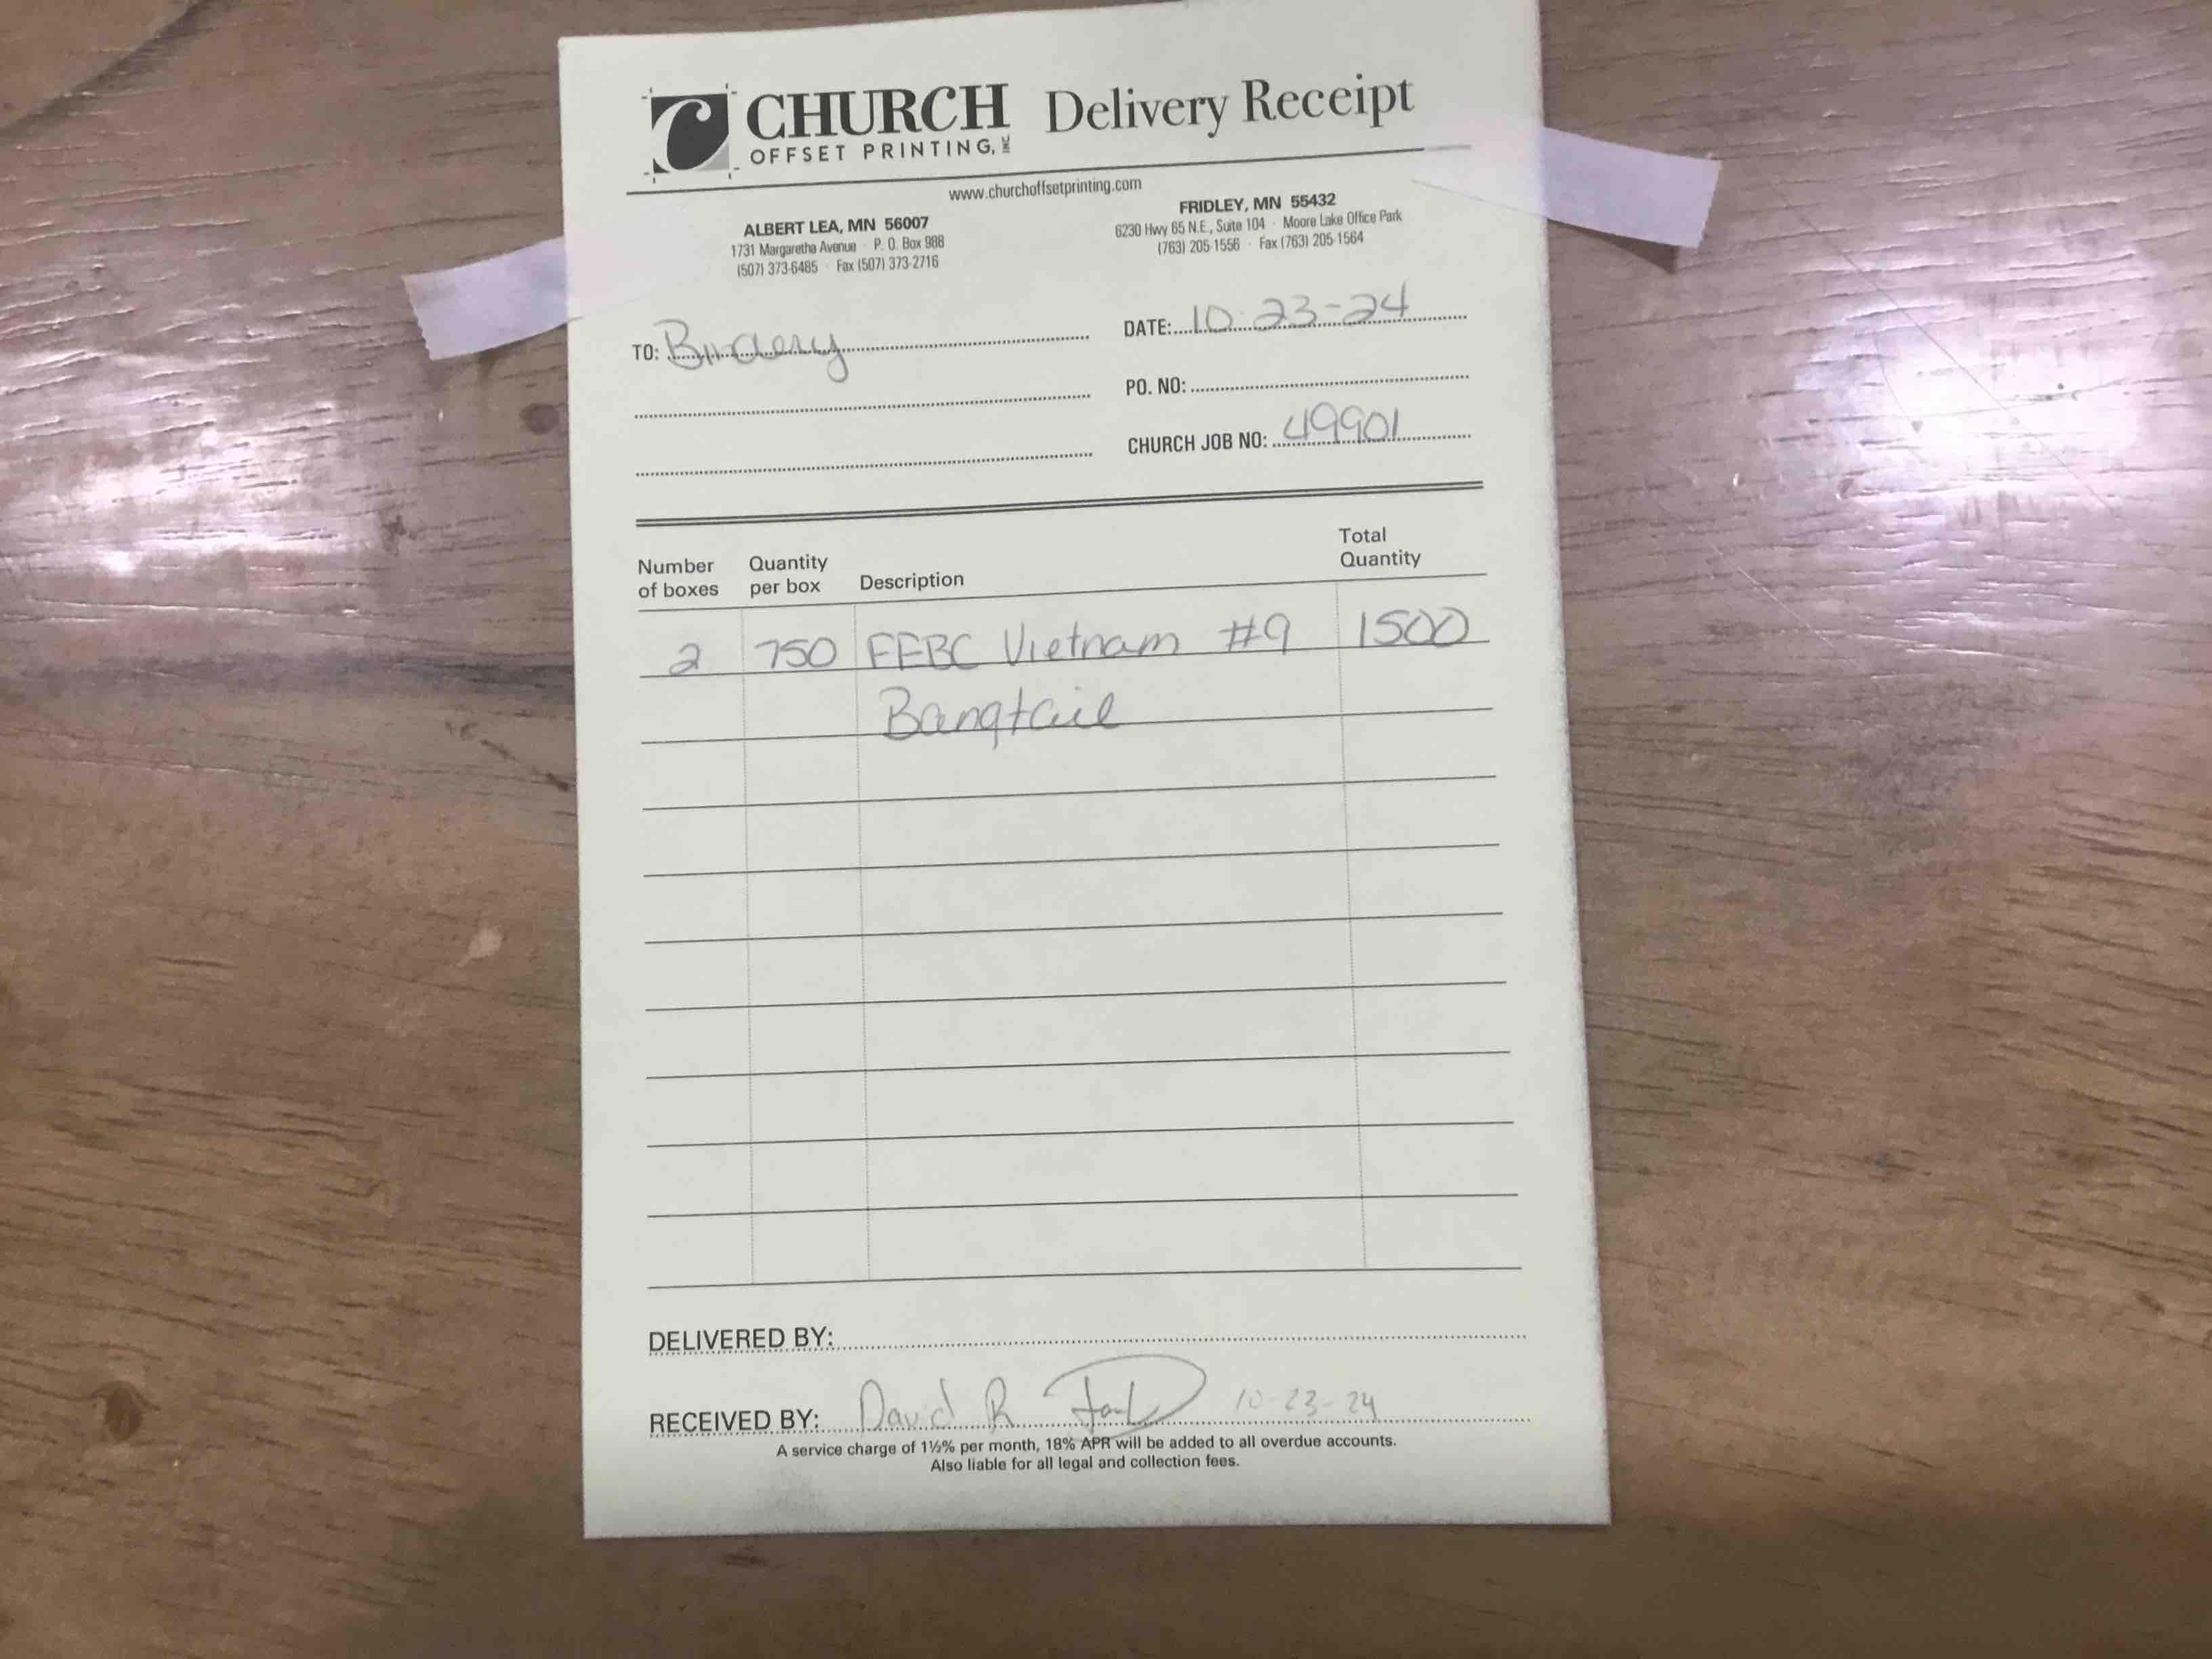 CHURCH Delivery Receipt
OFFSET PRINTING, INC
www.churchoffsetprinting.com
ALBERT LEA, MN 56007
1731 Margaretha Avenue · P. O. Box 988
(507) 373-6485 · Fax (507) 373-2716
FRIDLEY, MN 55432
6230 Hwy 65 N.E., Suite 104 · Moore Lake Office Park
(763) 205-1556 · Fax (763) 205-1564
TO: Bindery
DATE: 10-23-24
PO. NO:
CHURCH JOB NO: 49901
Number of boxes
Quantity per box
Description
Total Quantity
2 750 FEBC Vietnam #9 1500
Bangtail
DELIVERED BY:
RECEIVED BY: David R 10-23-24
A service charge of 1½% per month, 18% APR will be added to all overdue accounts.
Also liable for all legal and collection fees.